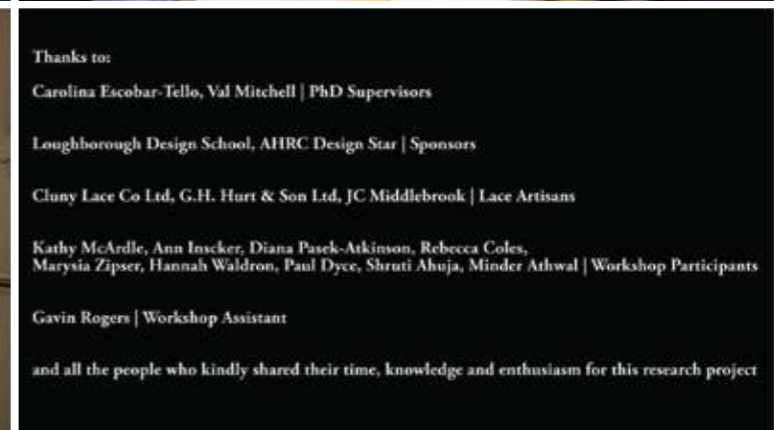 Thanks to:
Carolina Escobar-Tello, Val Mitchell | PhD Supervisors
Loughborough Design School, AHRC Design Star | Sponsors
Cluny Lace Co Ltd, G.H. Hurt & Son Ltd, JC Middlebrook | Lace Artisans
Kathy McArdle, Ann Inscker, Diana Pasek-Atkinson, Rebecca Coles,
Marysia Zipser, Hannah Waldron, Paul Dyce, Shruti Ahuja, Minder Athwal | Workshop Participants
Gavin Rogers | Workshop Assistant
and all the people who kindly shared their time, knowledge and enthusiasm for this research project